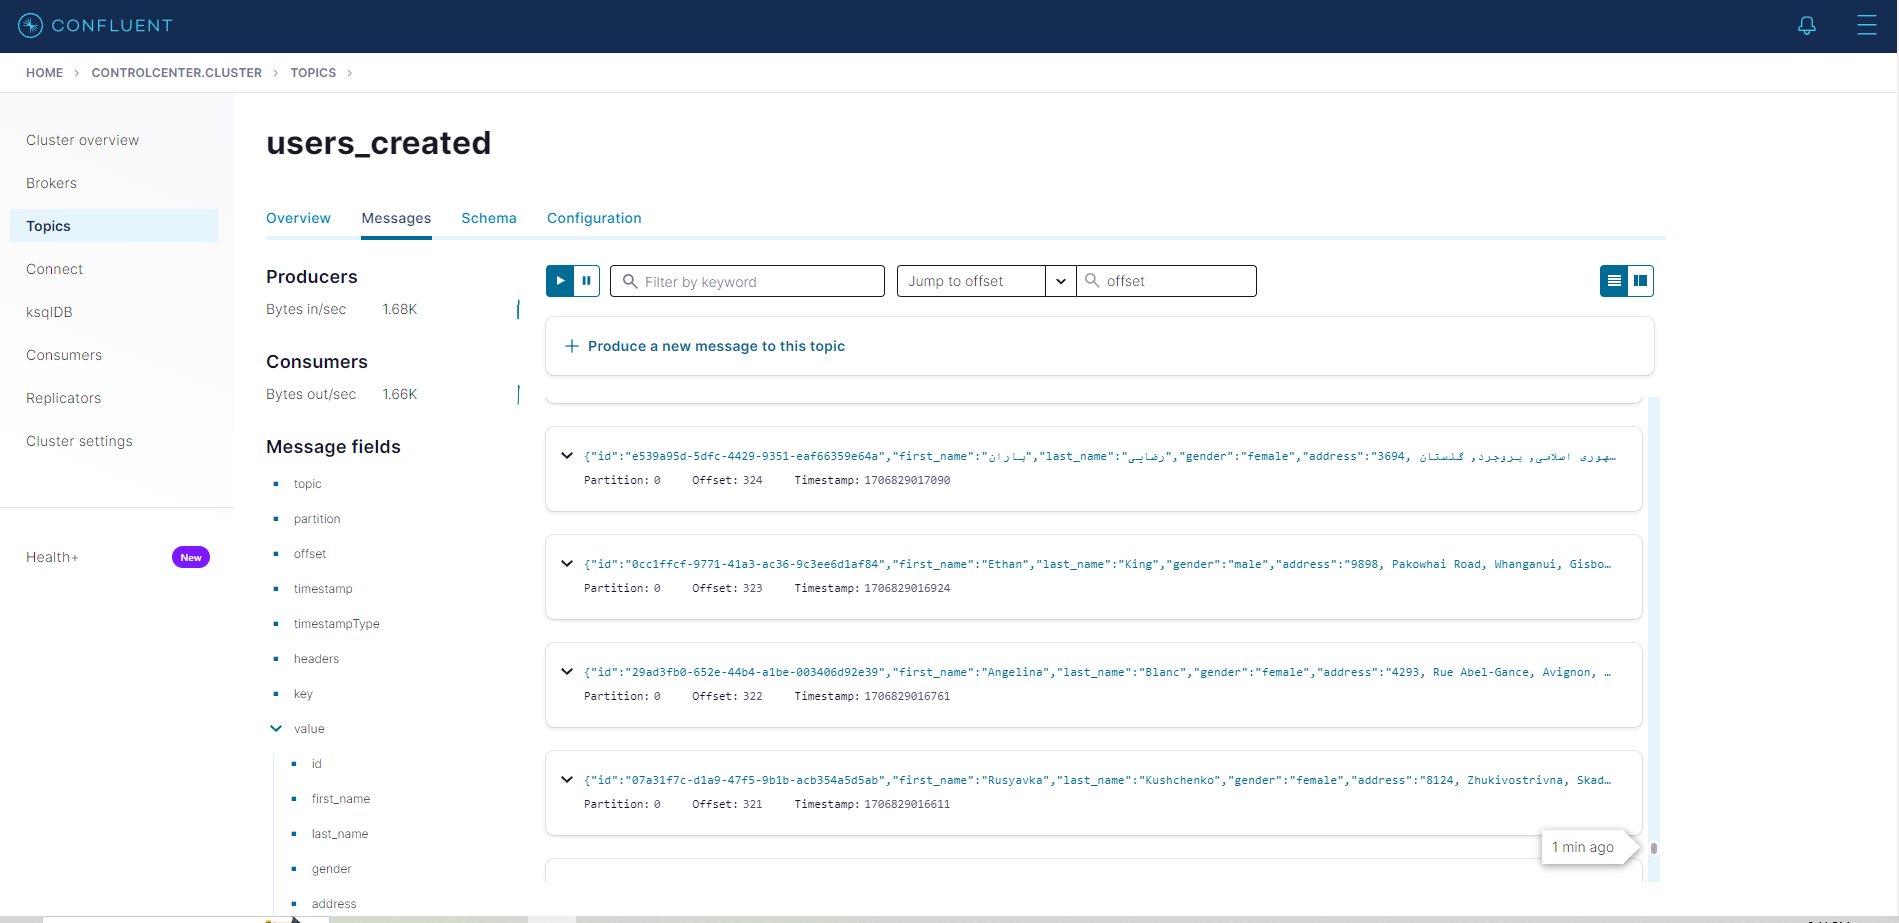 CONFLUENT
HOME > CONTROLCENTER.CLUSTER > TOPICS >
Cluster overview
Brokers
Topics
Connect
ksqlDB
Consumers
Replicators
Cluster settings
Health+ New
users_created
Overview Messages Schema Configuration
Producers
Bytes in/sec 1.68K
Consumers
Bytes out/sec 1.66K
Message fields
topic
partition
offset
timestamp
timestampType
headers
key
value
id
first_name
last_name
gender
address
Filter by keyword Jump to offset offset
+ Produce a new message to this topic
{"id":"e539a95d-5dfc-4429-9351-eaf66359e64a","first_name":"باران","last_name":"رضایی","gender":"female","address":"3694, هوری اسلامی, بروجرد, گلستان…
Partition: 0 Offset: 324 Timestamp: 1706829017090
{"id":"0cc1ffcf-9771-41a3-ac36-9c3ee6d1af84","first_name":"Ethan","last_name":"King","gender":"male","address":"9898, Pakowhai Road, Whanganui, Gisbo…
Partition: 0 Offset: 323 Timestamp: 1706829016924
{"id":"29ad3fb0-652e-44b4-a1be-003406d92e39","first_name":"Angelina","last_name":"Blanc","gender":"female","address":"4293, Rue Abel-Gance, Avignon, …
Partition: 0 Offset: 322 Timestamp: 1706829016761
{"id":"07a31f7c-d1a9-47f5-9b1b-acb354a5d5ab","first_name":"Rusyavka","last_name":"Kushchenko","gender":"female","address":"8124, Zhukivostrivna, Skad…
Partition: 0 Offset: 321 Timestamp: 1706829016611
1 min ago